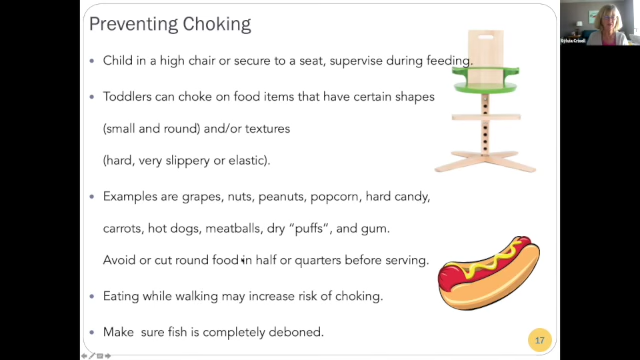 Preventing Choking
• Child in a high chair or secure to a seat, supervise during feeding.
• Toddlers can choke on food items that have certain shapes
(small and round) and/or textures
(hard, very slippery or elastic).
• Examples are grapes, nuts, peanuts, popcorn, hard candy,
carrots, hot dogs, meatballs, dry “puffs”, and gum.
Avoid or cut round food in half or quarters before serving.
• Eating while walking may increase risk of choking.
• Make sure fish is completely deboned.
17